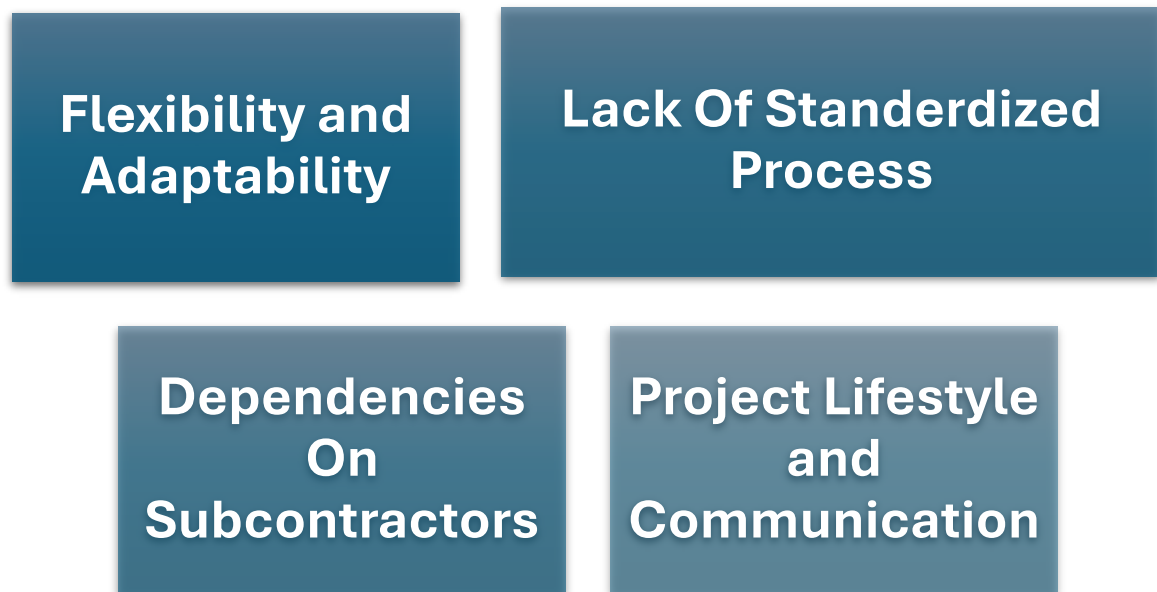 Flexibility and
Adaptability
Lack Of Standerdized
Process
Dependencies
On
Subcontractors
Project Lifestyle
and
Communication